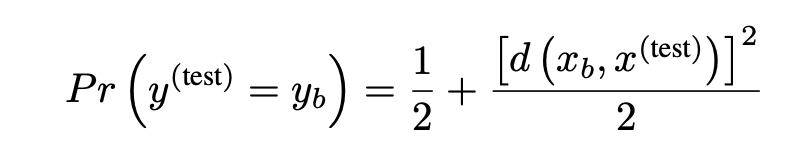 Pr(y^(test) = y_b) = 1/2 + [d(x_b, x^(test))]^2/2